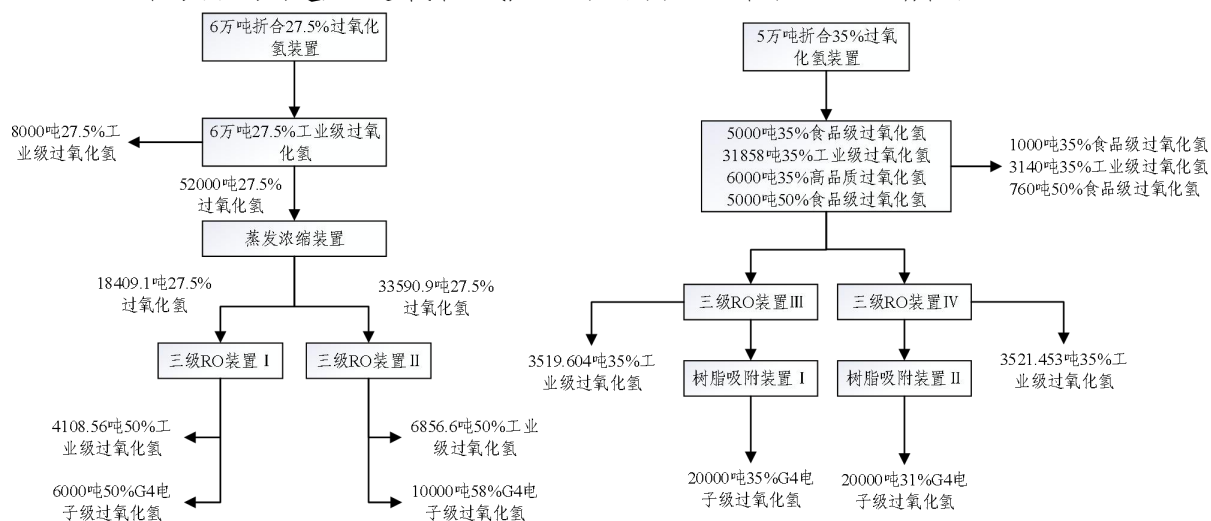 6万吨折合27.5%过氧化
氢装置
8000吨27.5%工
业级过氧化氢
6万吨27.5%工业级过氧
化氢
52000吨27.5%
过氧化氢
蒸发浓缩装置
18409.1吨27.5%
过氧化氢
33590.9吨27.5%
过氧化氢
三级RO装置Ⅰ
三级RO装置Ⅱ
4108.56吨50%工
业级过氧化氢
6856.6吨50%工业
级过氧化氢
6000吨50%G4电
子级过氧化氢
10000吨58%G4电
子级过氧化氢
5万吨折合35%过氧
化氢装置
5000吨35%食品级过氧化氢
31858吨35%工业级过氧化氢
6000吨35%高品质过氧化氢
5000吨50%食品级过氧化氢
1000吨35%食品级过氧化氢
3140吨35%工业级过氧化氢
760吨50%食品级过氧化氢
三级RO装置Ⅲ
三级RO装置Ⅳ
3519.604吨35%工
业级过氧化氢
树脂吸附装置Ⅰ
树脂吸附装置Ⅱ
3521.453吨35%工
业级过氧化氢
20000吨35%G4电
子级过氧化氢
20000吨31%G4电
子级过氧化氢